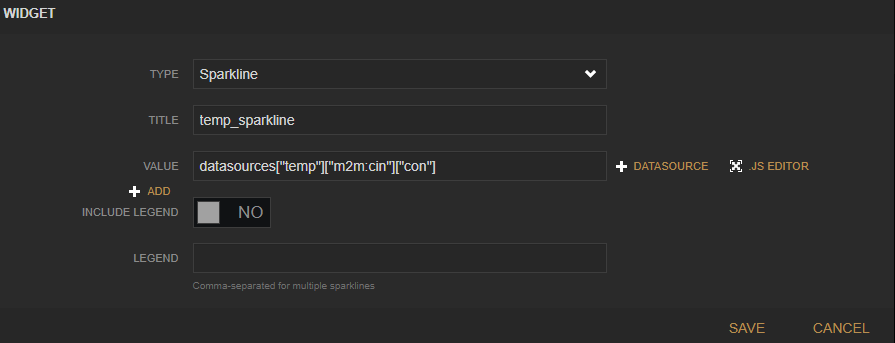 WIDGET
TYPE Sparkline
TITLE temp_sparkline
VALUE datasources["temp"]["m2m:cin"]["con"] DATASOURCE .JS EDITOR
ADD
INCLUDE LEGEND NO
LEGEND
Comma-separated for multiple sparklines
SAVE CANCEL